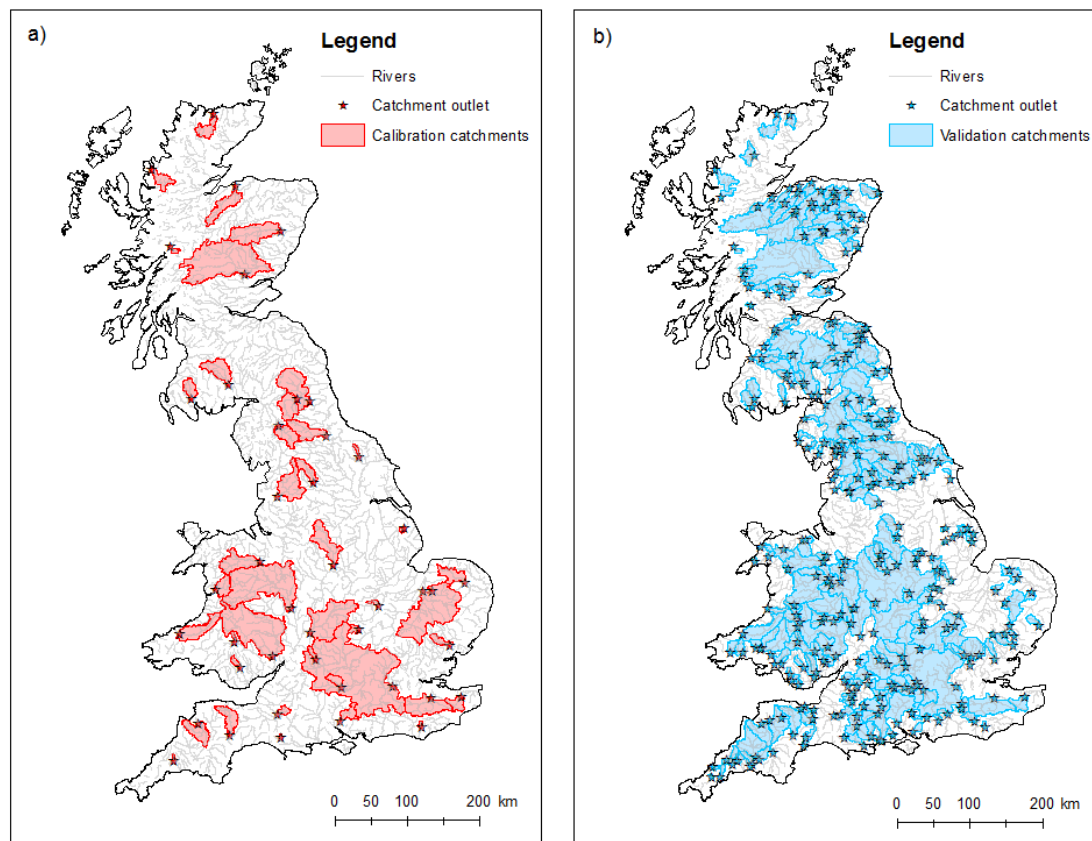 a)
Legend
Rivers
Catchment outlet
Calibration catchments
0 50 100 200 km
b)
Legend
Rivers
Catchment outlet
Validation catchments
0 50 100 200 km